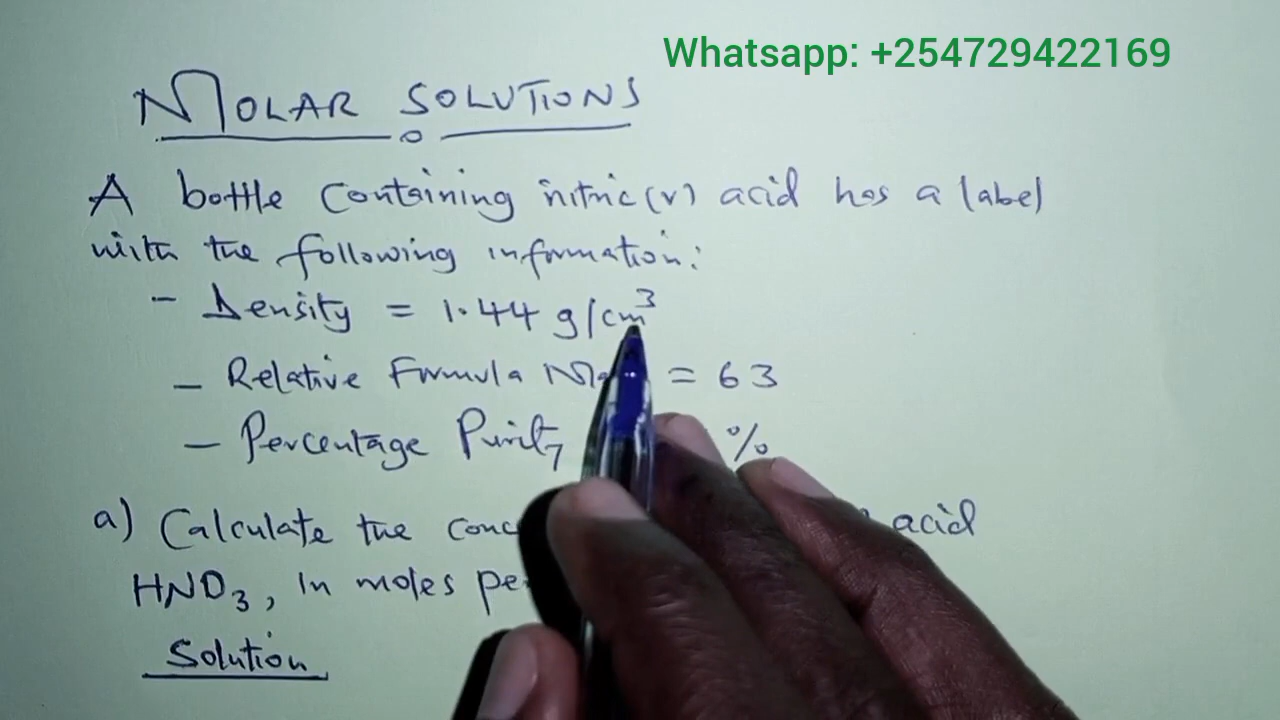 Whatsapp: +254729422169
MOLAR SOLUTIONS
A bottle containing nitric(v) acid has a label
with the following information:
- Density = 1.44 g/cm³
- Relative Formula = 63
- Percentage Purity %
a) Calculate the acid
HNO₃, in moles
Solution